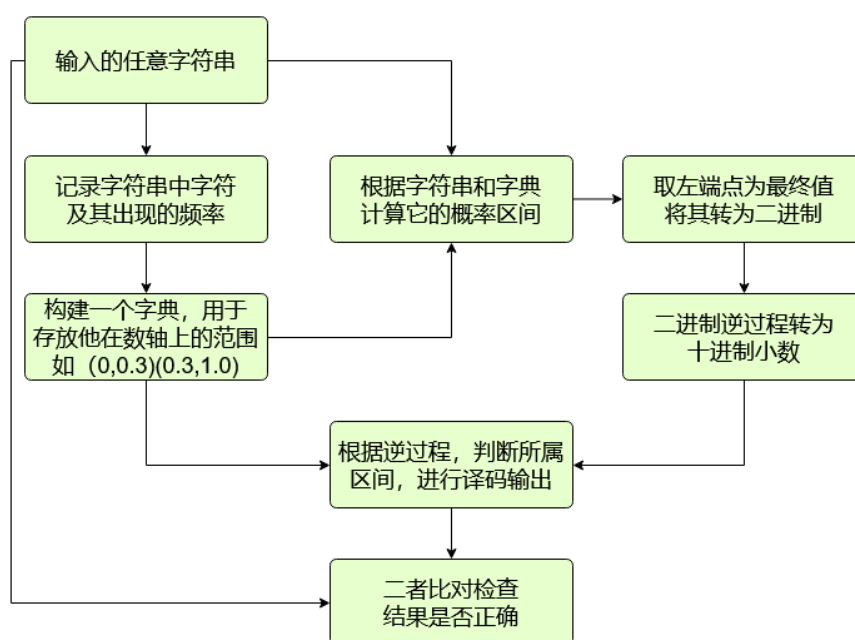 输入的任意字符串
记录字符串中字符
及其出现的频率
根据字符串和字典
计算它的概率区间
取左端点为最终值
将其转为二进制
构建一个字典，用于
存放他在数轴上的范围
如（0,0.3)(0.3,1.0)
二进制逆过程转为
十进制小数
根据逆过程，判断所属
区间，进行译码输出
二者比对检查
结果是否正确